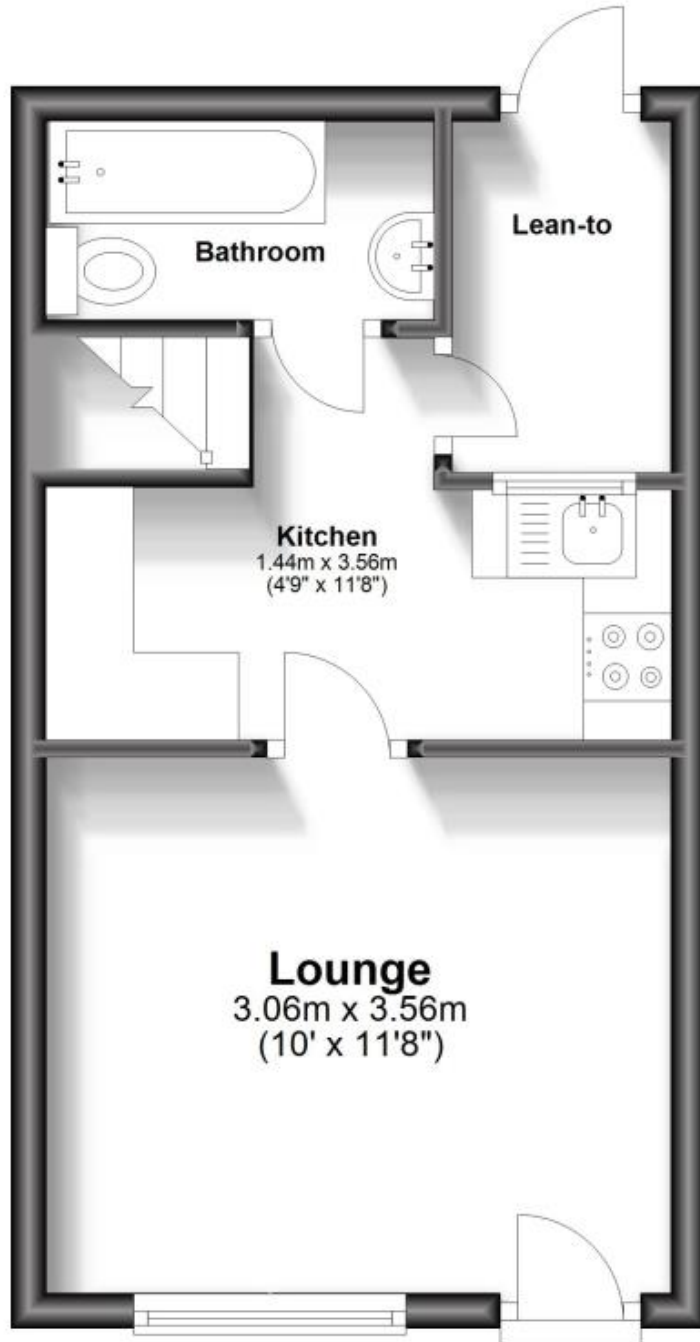 Bathroom
Lean-to
Kitchen
1.44m x 3.56m
(4'9" x 11'8")
Lounge
3.06m x 3.56m
(10' x 11'8")